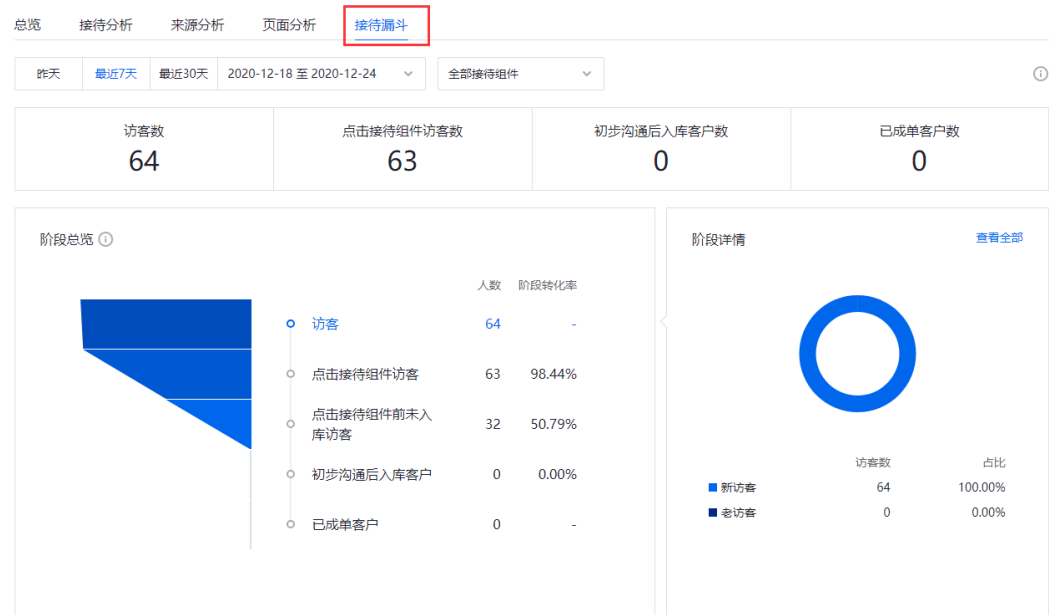 总览 接待分析 来源分析 页面分析 接待漏斗
昨天 最近7天 最近30天 2020-12-18 至 2020-12-24 全部接待组件
访客数 点击接待组件访客数 初步沟通后入库客户数 已成单客户数
64 63 0 0
阶段总览
人数 阶段转化率
访客 64 -
点击接待组件访客 63 98.44%
点击接待组件前未入
库访客 32 50.79%
初步沟通后入库客户 0 0.00%
已成单客户 0 -
阶段详情 查看全部
访客数 占比
新访客 64 100.00%
老访客 0 0.00%